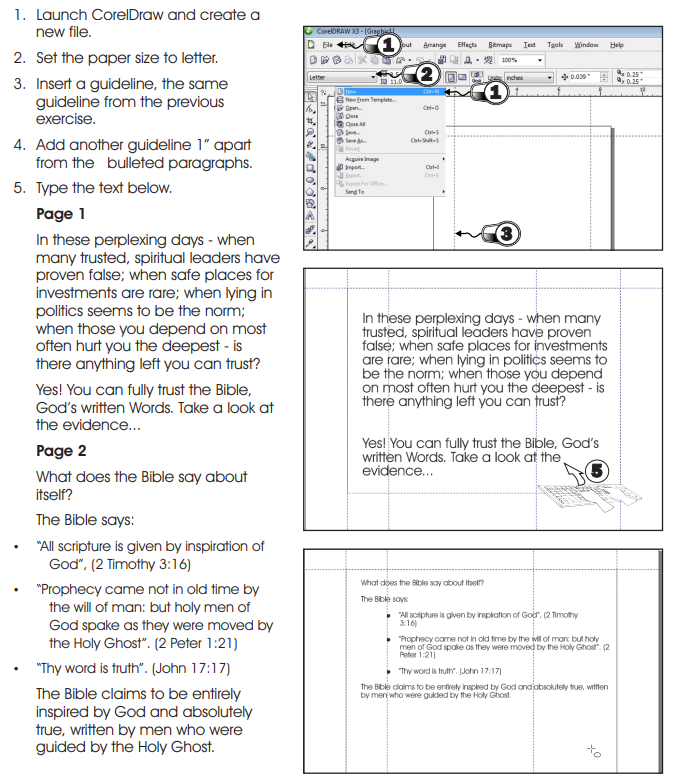 1. Launch CorelDraw and create a
new file.
2. Set the paper size to letter.
3. Insert a guideline, the same
guideline from the previous
exercise.
4. Add another guideline 1” apart
from the bulleted paragraphs.
5. Type the text below.
Page 1
In these perplexing days - when
many trusted, spiritual leaders have
proven false; when safe places for
investments are rare; when lying in
politics seems to be the norm;
when those you depend on most
often hurt you the deepest - is
there anything left you can trust?
Yes! You can fully trust the Bible,
God’s written Words. Take a look at
the evidence...
Page 2
What does the Bible say about
itself?
The Bible says:
• “All scripture is given by inspiration of
God”, (2 Timothy 3:16)
• “Prophecy came not in old time by
the will of man: but holy men of
God spake as they were moved by
the Holy Ghost”. (2 Peter 1:21)
• “Thy word is truth”. (John 17:17)
The Bible claims to be entirely
inspired by God and absolutely
true, written by men who were
guided by the Holy Ghost.
CorelDRAW X3 - [Graphic1]
File 1 out Arrange Effects Bitmaps Text Tools Window Help
100%
Letter 2 11.0 Units: inches 0.039 " x 0.25 "
y 0.25 "
New Ctrl+N 1
New From Template...
Open... Ctrl+O
Close
Close All
Save... Ctrl+S
Save As... Ctrl+Shift+S
Revert
Acquire Image
Import... Ctrl+I
Export... Ctrl+E
Export For Office...
Send To
3
In these perplexing days - when many
trusted, spiritual leaders have proven
false; when safe places for investments
are rare; when lying in politics seems to
be the norm; when those you depend
on most often hurt you the deepest - is
there anything left you can trust?
Yes! You can fully trust the Bible, God’s
written Words. Take a look at the
evidence...
5
What does the Bible say about itself?
The Bible says:
• “All scripture is given by inspiration of God”, (2 Timothy
3:16)
• “Prophecy came not in old time by the will of man: but holy
men of God spake as they were moved by the Holy Ghost”. (2
Peter 1:21)
• “Thy word is truth”. (John 17:17)
The Bible claims to be entirely inspired by God and absolutely true, written
by men who were guided by the Holy Ghost.